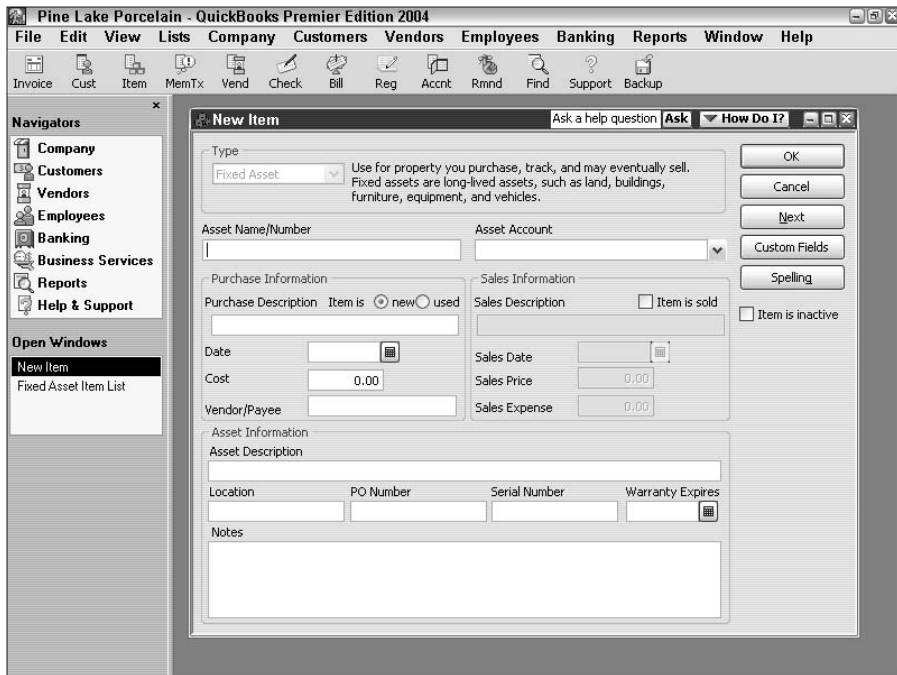 Pine Lake Porcelain - QuickBooks Premier Edition 2004
File Edit View Lists Company Customers Vendors Employees Banking Reports Window Help
Invoice Cust Item MemTx Vend Check Bill Reg Accnt Rmnd Find Support Backup
Navigators
Company
Customers
Vendors
Employees
Banking
Business Services
Reports
Help & Support
Open Windows
New Item
Fixed Asset Item List
New Item Ask a help question Ask How Do I?
Type
Fixed Asset
Use for property you purchase, track, and may eventually sell.
Fixed assets are long-lived assets, such as land, buildings,
furniture, equipment, and vehicles.
OK
Cancel
Next
Custom Fields
Spelling
Item is inactive
Asset Name/Number Asset Account
Purchase Information
Purchase Description Item is new used
Date
Cost 0.00
Vendor/Payee
Sales Information
Sales Description Item is sold
Sales Date
Sales Price 0.00
Sales Expense 0.00
Asset Information
Asset Description
Location PO Number Serial Number Warranty Expires
Notes